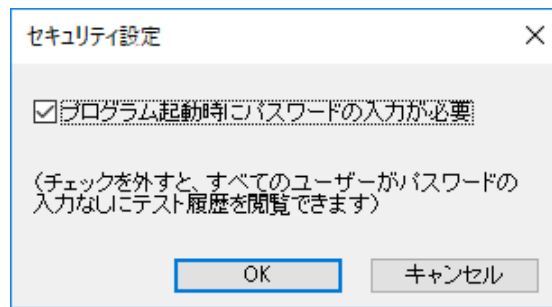 セキュリティ設定
プログラム起動時にパスワードの入力が必要
(チェックを外すと、すべてのユーザーがパスワードの
入力なしにテスト履歴を閲覧できます)
OK
キャンセル